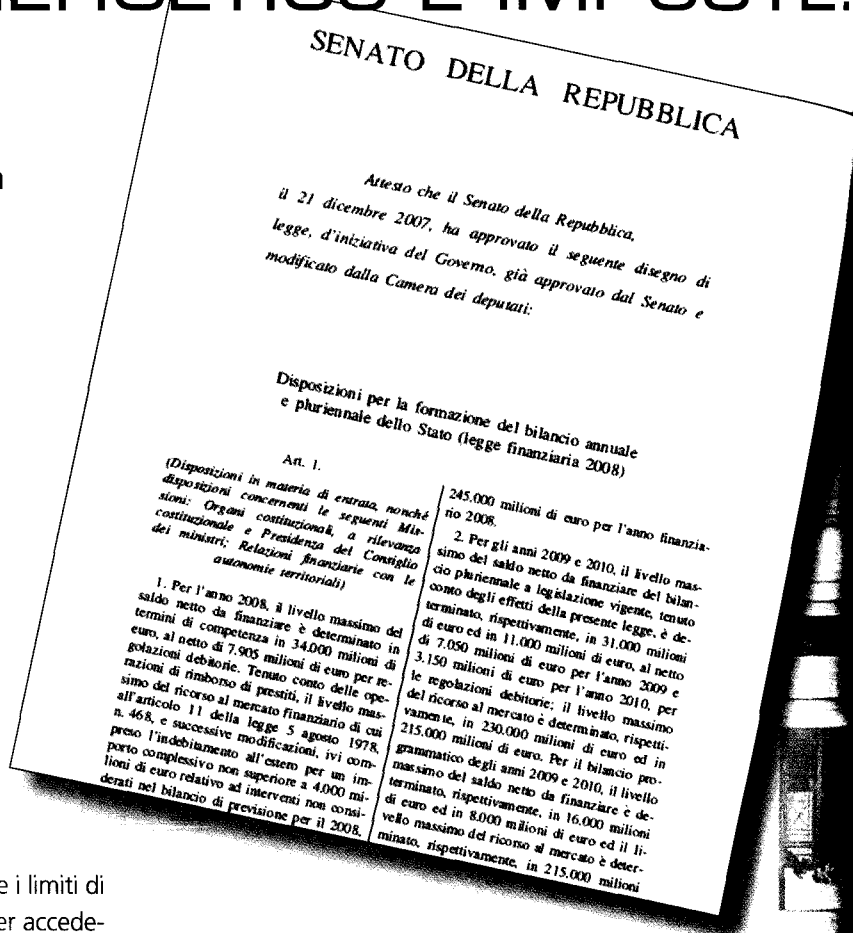 SENATO DELLA REPUBBLICA
Attesto che il Senato della Repubblica,
il 21 dicembre 2007, ha approvato il seguente disegno di
legge, d'iniziativa del Governo, già approvato dal Senato e
modificato dalla Camera dei deputati:
Disposizioni per la formazione del bilancio annuale
e pluriennale dello Stato (legge finanziaria 2008)
Art. 1.
(Disposizioni in materia di entrata, nonché
disposizioni concernenti le seguenti Mis-
sioni: Organi costituzionali, a rilevanza
costituzionale e Presidenza del Consiglio
dei ministri; Relazioni finanziarie con le
autonomie territoriali)
1. Per l'anno 2008, il livello massimo del
saldo netto da finanziare è determinato in
termini di competenza in 34.000 milioni di
euro, al netto di 7.905 milioni di euro per re-
golazioni debitorie. Tenuto conto delle ope-
razioni di rimborso di prestiti, il livello mas-
simo del ricorso al mercato finanziario di cui
all'articolo 11 della legge 5 agosto 1978,
n. 468, e successive modificazioni, ivi com-
preso l'indebitamento all'estero per un im-
porto complessivo non superiore a 4.000 mi-
lioni di euro relativo ad interventi non consi-
derati nel bilancio di previsione per il 2008,
245.000 milioni di euro per l'anno finanzia-
rio 2008.
2. Per gli anni 2009 e 2010, il livello mas-
simo del saldo netto da finanziare del bilan-
cio pluriennale a legislazione vigente, tenuto
conto degli effetti della presente legge, è de-
terminato, rispettivamente, in 31.000 milioni
di euro ed in 11.000 milioni di euro, al netto
di 7.050 milioni di euro per l'anno 2009 e
3.150 milioni di euro per l'anno 2010, per
le regolazioni debitorie; il livello massimo
del ricorso al mercato è determinato, rispetti-
vamente, in 230.000 milioni di euro ed in
215.000 milioni di euro. Per il bilancio pro-
grammatico degli anni 2009 e 2010, il livello
massimo del saldo netto da finanziare è de-
terminato, rispettivamente, in 16.000 milioni
di euro ed in 8.000 milioni di euro ed il li-
vello massimo del ricorso al mercato è deter-
minato, rispettivamente, in 215.000 milioni
e i limiti di
er accede-